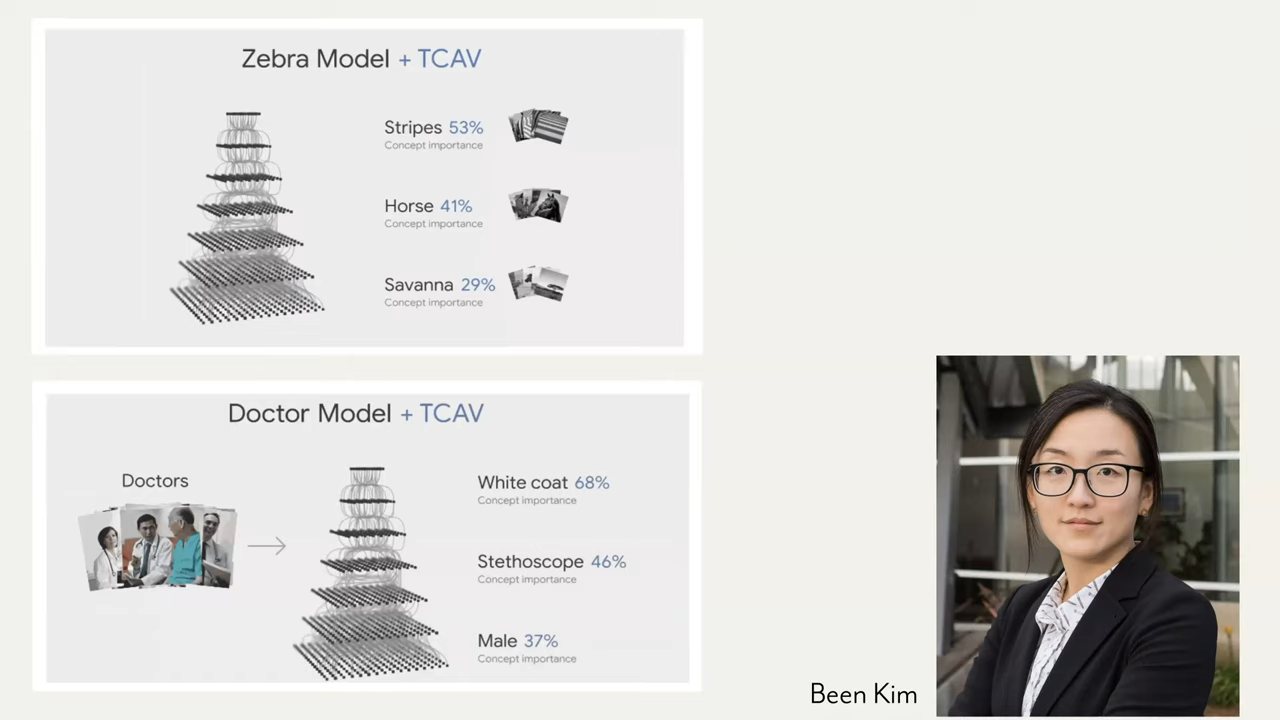 Zebra Model + TCAV
Stripes 53%
Concept importance
Horse 41%
Concept importance
Savanna 29%
Concept importance
Doctor Model + TCAV
Doctors
White coat 68%
Concept importance
Stethoscope 46%
Concept importance
Male 37%
Concept importance
Been Kim